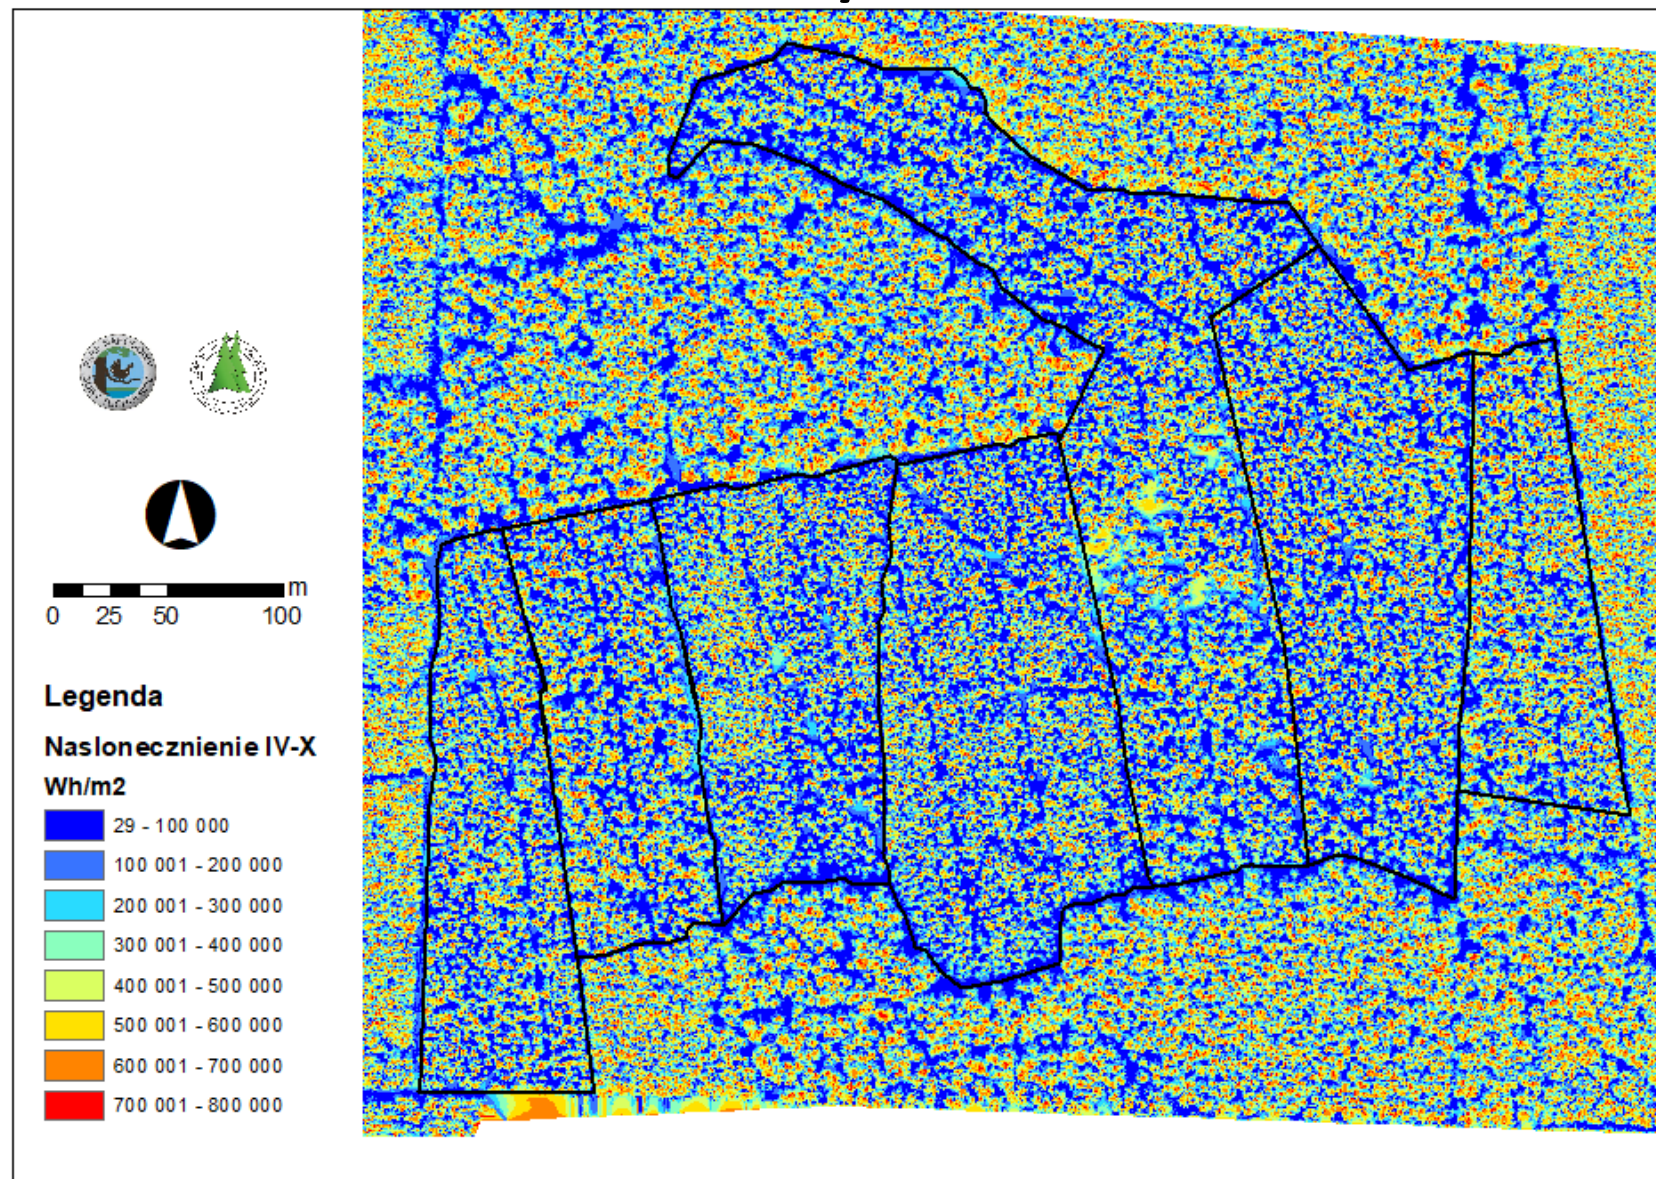 m
0 25 50 100
Legenda
Naslonecznienie IV-X
Wh/m2
29 - 100 000
100 001 - 200 000
200 001 - 300 000
300 001 - 400 000
400 001 - 500 000
500 001 - 600 000
600 001 - 700 000
700 001 - 800 000